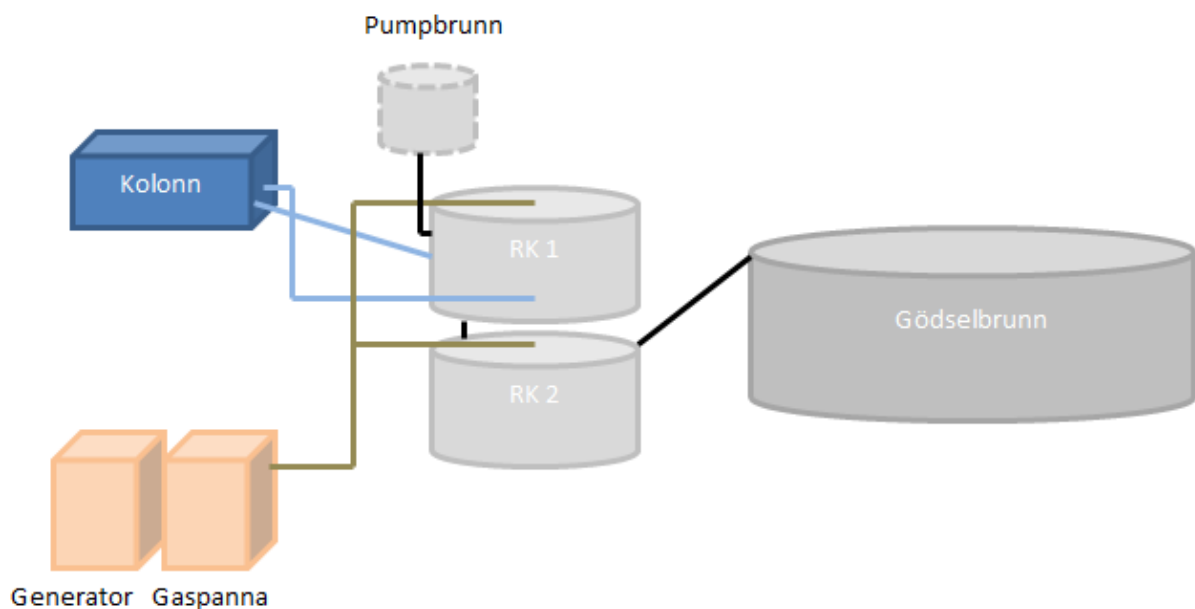 Pumpbrunn
Kolonn
RK 1
Gödselbrunn
RK 2
Generator Gaspanna